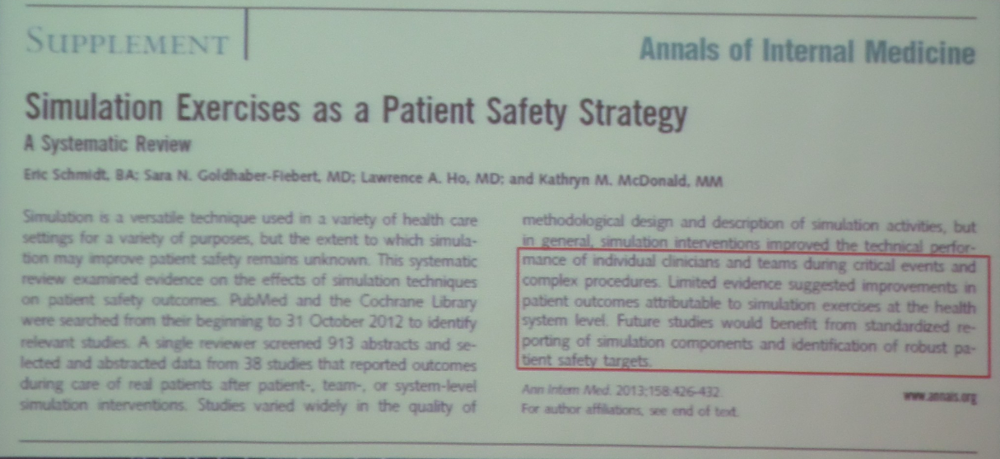 SUPPLEMENT
Annals of Internal Medicine
Simulation Exercises as a Patient Safety Strategy
A Systematic Review
Eric Schmidt, BA; Sara N. Goldhaber-Fiebert, MD; Lawrence A. Ho, MD; and Kathryn M. McDonald, MM
Simulation is a versatile technique used in a variety of health care
settings for a variety of purposes, but the extent to which simula-
tion may improve patient safety remains unknown. This systematic
review examined evidence on the effects of simulation techniques
on patient safety outcomes. PubMed and the Cochrane Library
were searched from their beginning to 31 October 2012 to identify
relevant studies. A single reviewer screened 913 abstracts and se-
lected and abstracted data from 38 studies that reported outcomes
during care of real patients after patient-, team-, or system-level
simulation interventions. Studies varied widely in the quality of
methodological design and description of simulation activities, but
in general, simulation interventions improved the technical perfor-
mance of individual clinicians and teams during critical events and
complex procedures. Limited evidence suggested improvements in
patient outcomes attributable to simulation exercises at the health
system level. Future studies would benefit from standardized re-
porting of simulation components and identification of robust pa-
tient safety targets.
Ann Intern Med. 2013;158:426-432.
www.annals.org
For author affiliations, see end of text.